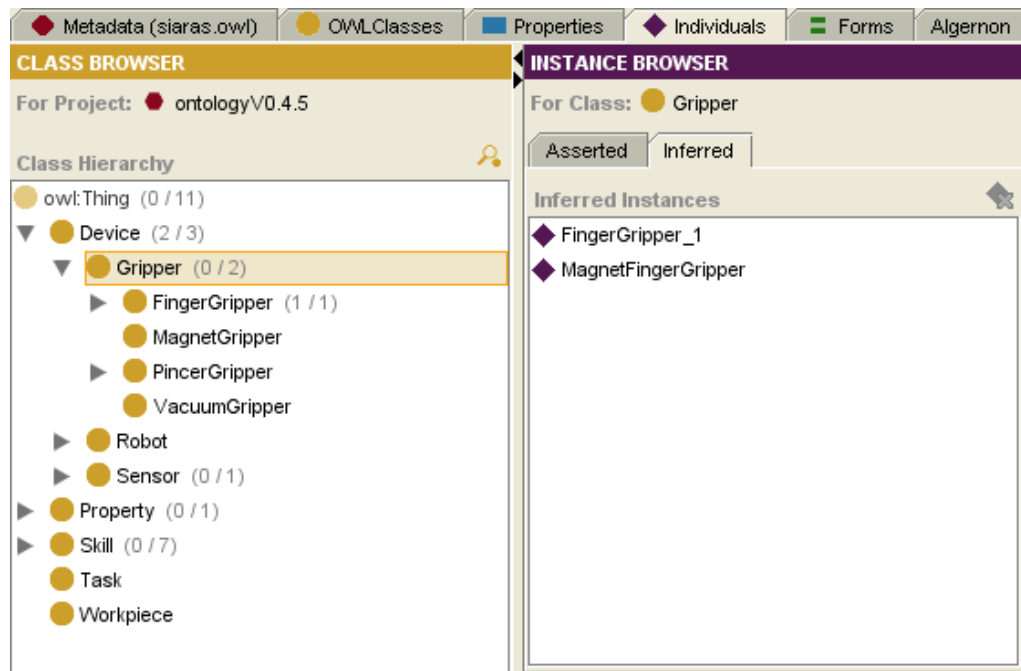 Metadata (siaras.owl) OWLClasses Properties Individuals Forms Algernon
CLASS BROWSER
For Project: ontologyV0.4.5
Class Hierarchy
owl:Thing (0 / 11)
Device (2 / 3)
Gripper (0 / 2)
FingerGripper (1 / 1)
MagnetGripper
PincerGripper
VacuumGripper
Robot
Sensor (0 / 1)
Property (0 / 1)
Skill (0 / 7)
Task
Workpiece
INSTANCE BROWSER
For Class: Gripper
Asserted Inferred
Inferred Instances
FingerGripper_1
MagnetFingerGripper